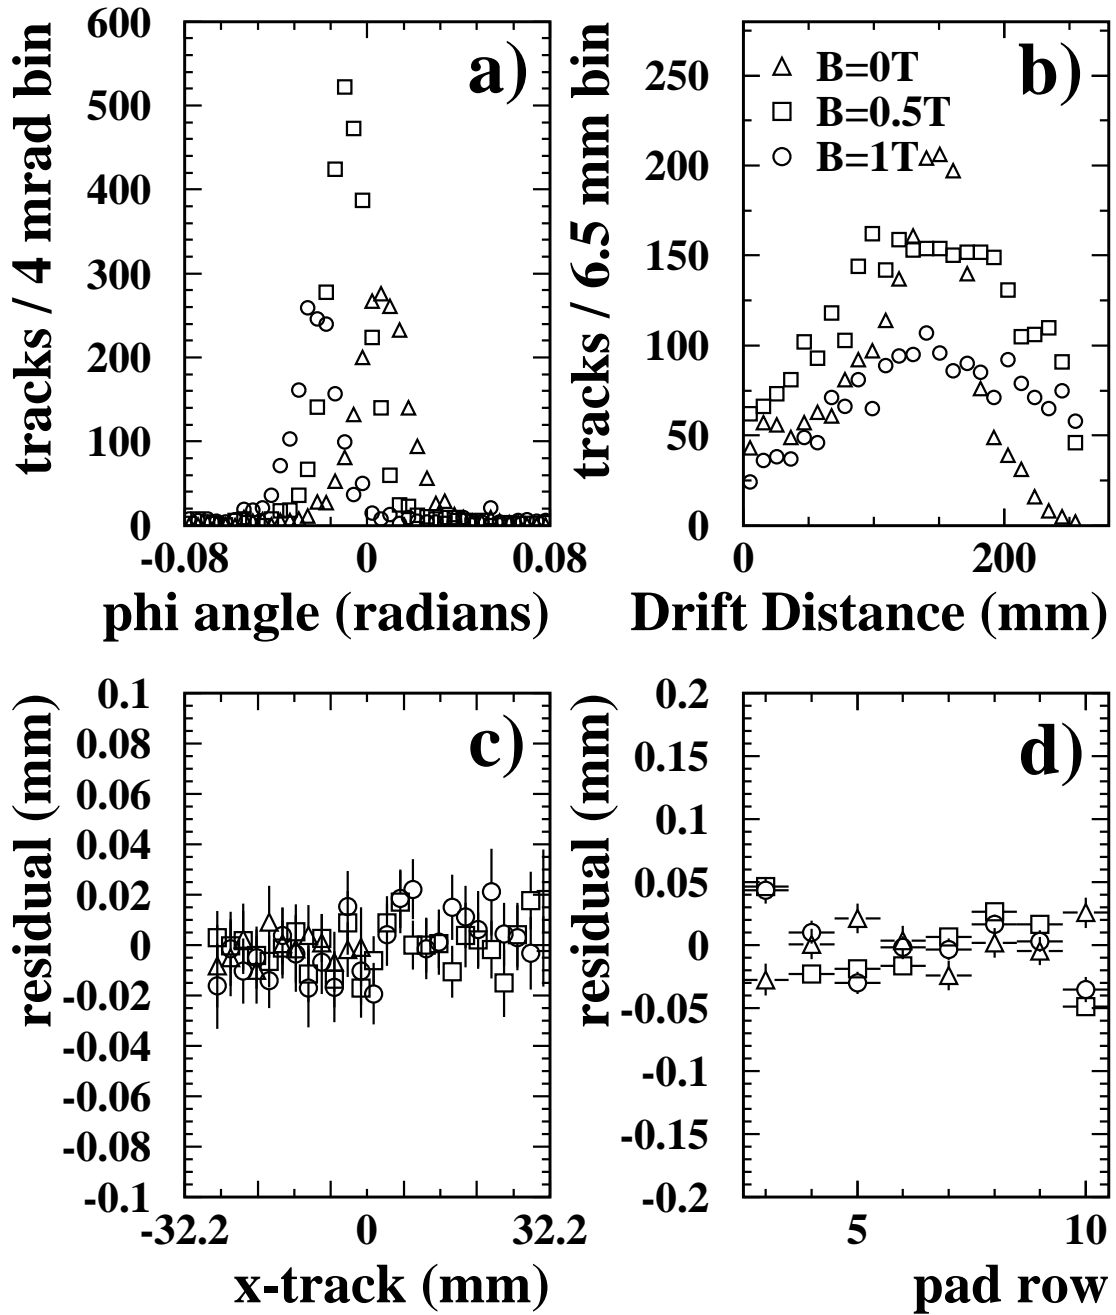 a)
tracks / 4 mrad bin
600
500
400
300
200
100
0
-0.08
0
0.08
phi angle (radians)
b)
tracks / 6.5 mm bin
B=0T
B=0.5T
B=1T
250
200
150
100
50
0
0
200
Drift Distance (mm)
c)
residual (mm)
0.1
0.08
0.06
0.04
0.02
0
-0.02
-0.04
-0.06
-0.08
-0.1
-32.2
0
32.2
x-track (mm)
d)
residual (mm)
0.2
0.15
0.1
0.05
0
-0.05
-0.1
-0.15
-0.2
5
10
pad row